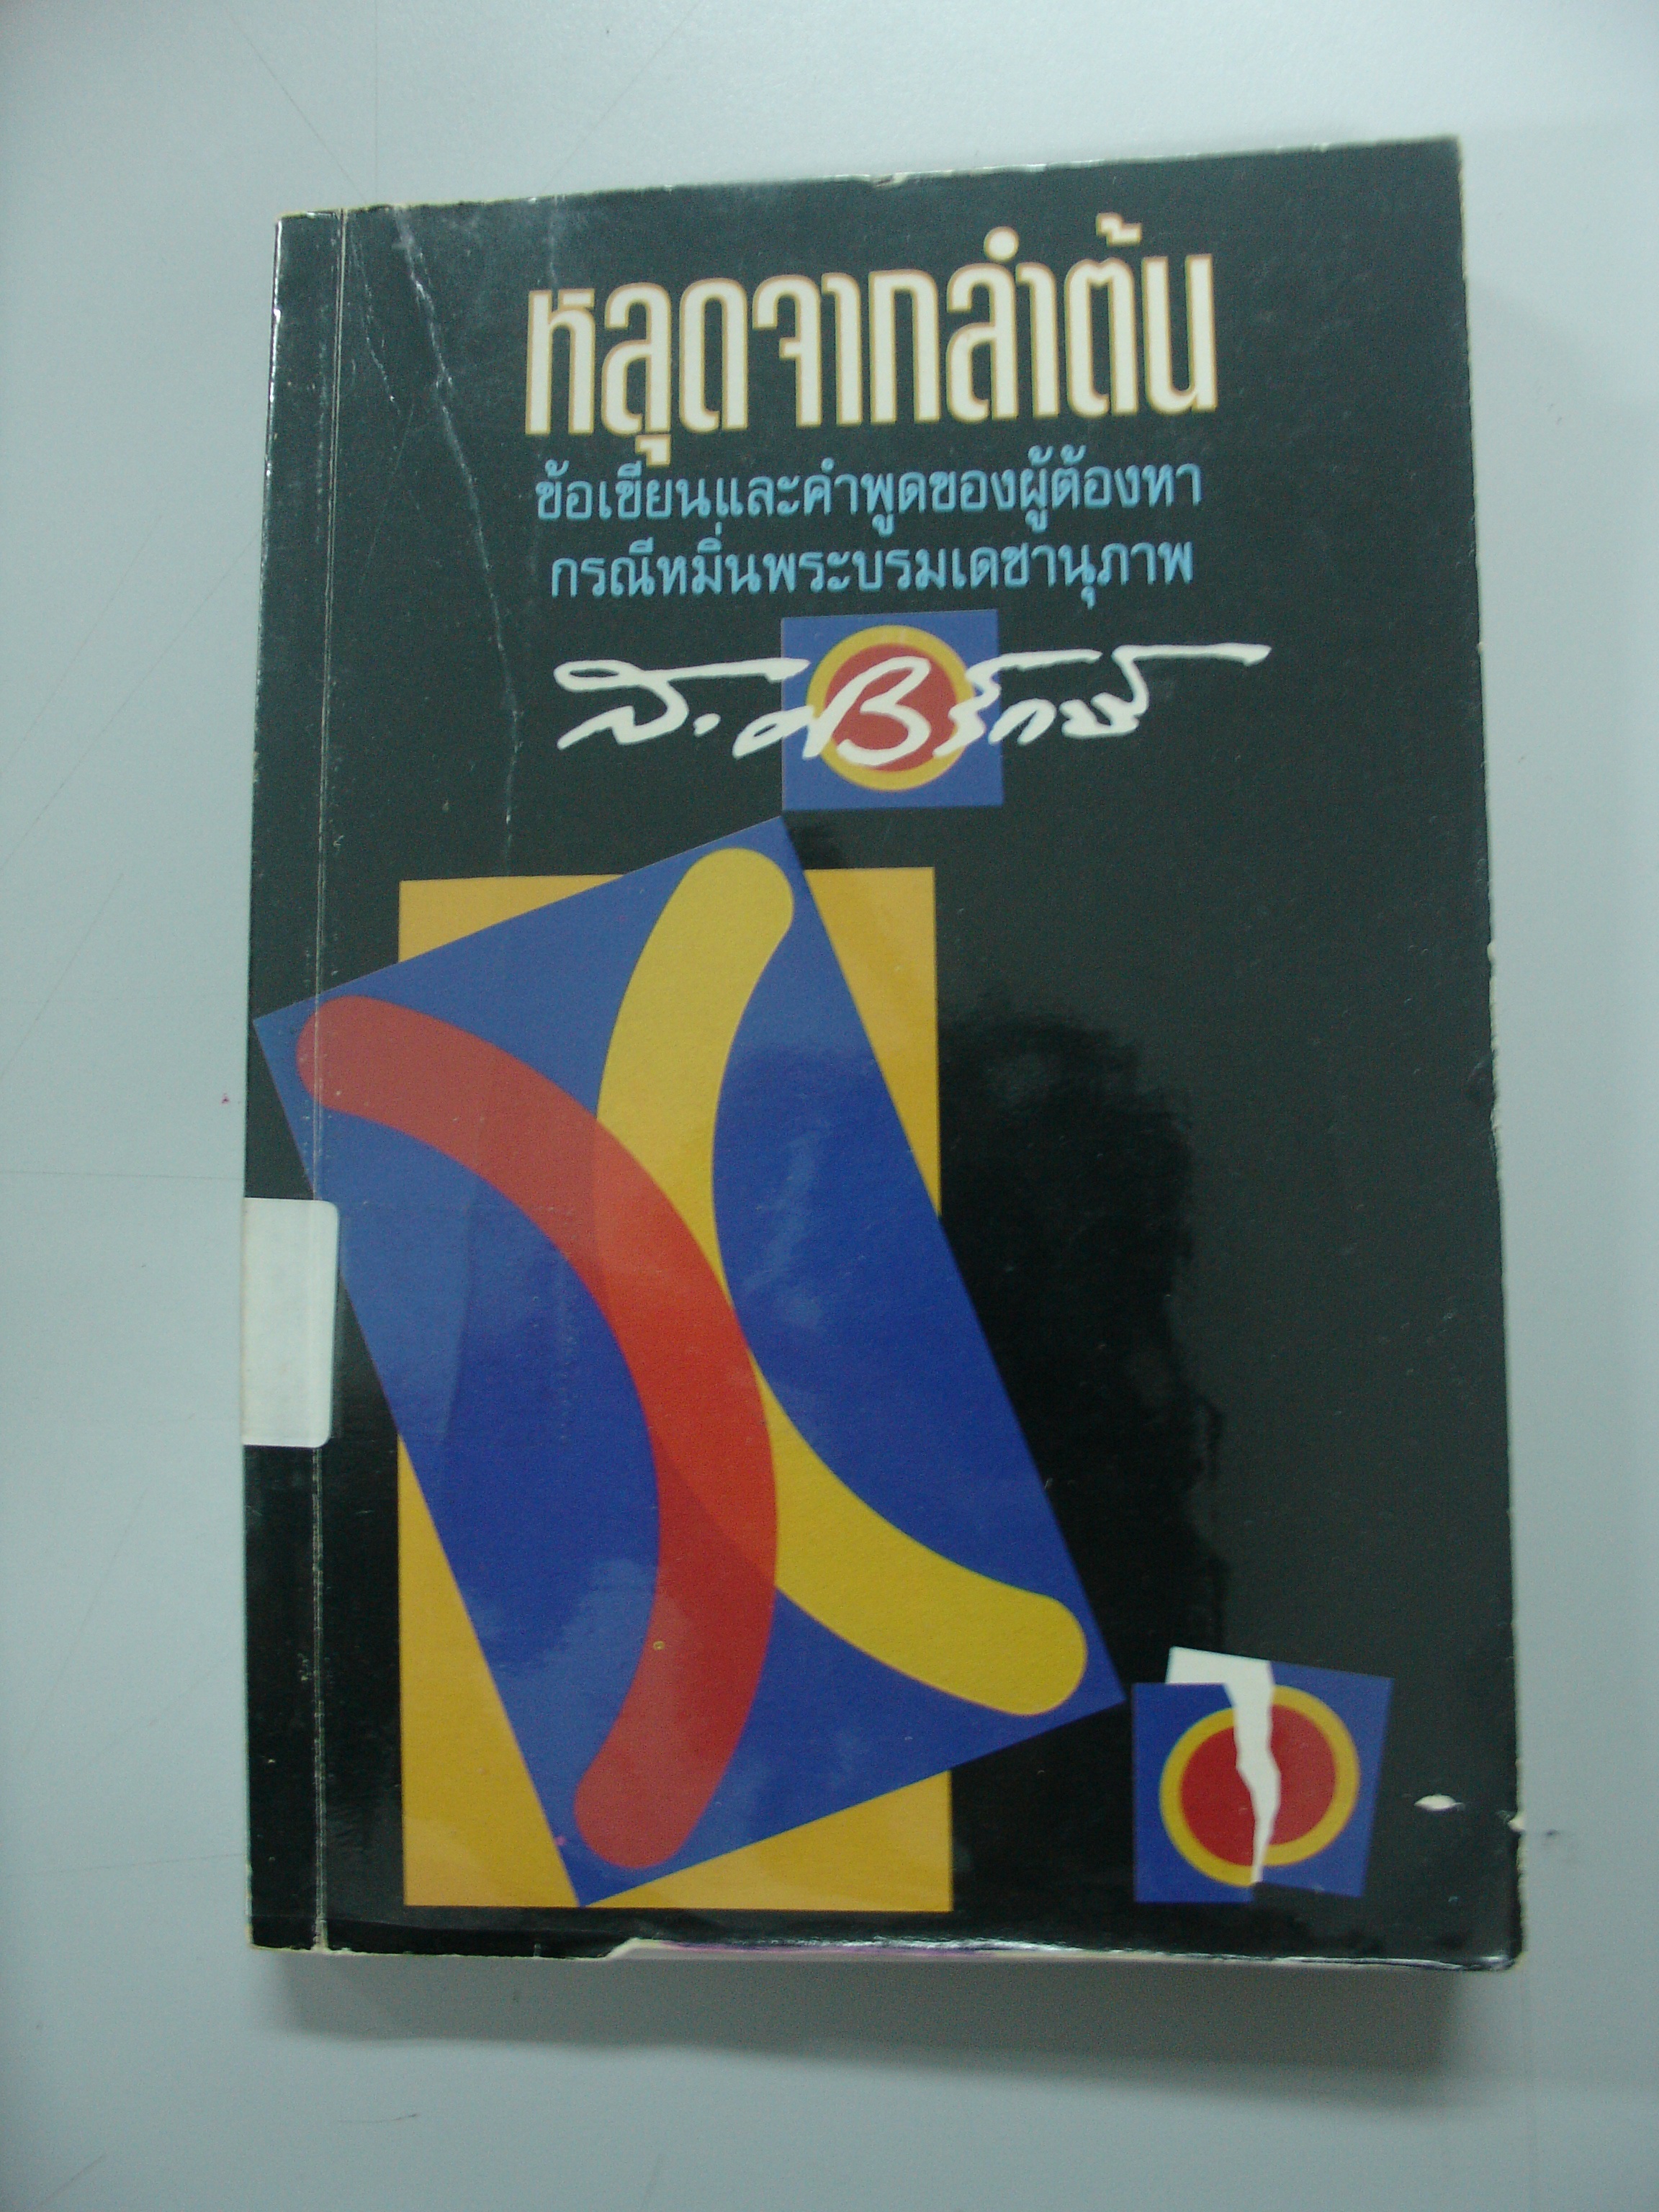 หลุดจากลำต้น
ข้อเขียนและคำพูดของผู้ต้องหา
กรณีหมิ่นพระบรมเดชานุภาพ
ส. ศิวรักษ์